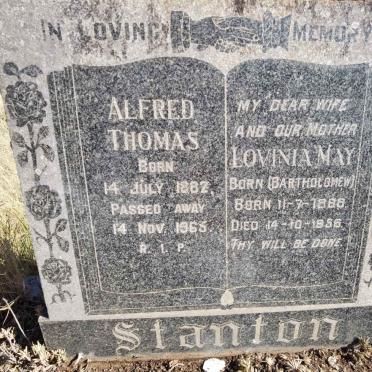 IN LOVING MEMORY
ALFRED
THOMAS
BORN
14 JULY 1882.
PASSED AWAY
14 NOV. 1965.
R. I. P.
MY DEAR WIFE
AND OUR MOTHER
LOVINIA MAY
BORN (BARTHOLOMEW)
BORN 11-7-1886.
DIED 14-10-1956.
THY WILL BE DONE.
Stanton